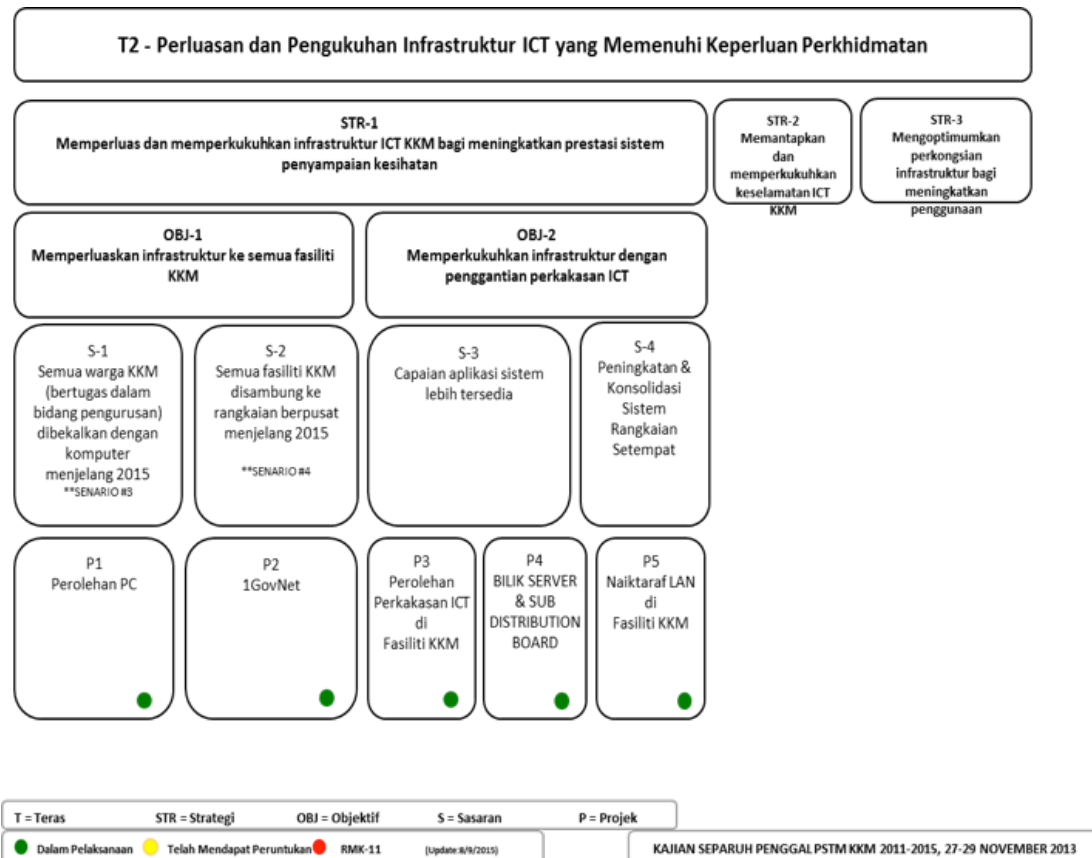 T2 - Perluasan dan Pengukuhan Infrastruktur ICT yang Memenuhi Keperluan Perkhidmatan
STR-1
Memperluas dan memperkukuhkan infrastruktur ICT KKM bagi meningkatkan prestasi sistem
penyampaian kesihatan
STR-2
Memantapkan
dan
memperkukuhkan
keselamatan ICT
KKM
STR-3
Mengoptimumkan
perkongsian
infrastruktur bagi
meningkatkan
penggunaan
OBJ-1
Memperluaskan infrastruktur ke semua fasiliti
KKM
OBJ-2
Memperkukuhkan infrastruktur dengan
penggantian perkakasan ICT
S-1
Semua warga KKM
(bertugas dalam
bidang pengurusan)
dibekalkan dengan
komputer
menjelang 2015
**SENARIO #3
S-2
Semua fasiliti KKM
disambung ke
rangkaian berpusat
menjelang 2015
**SENARIO #4
S-3
Capaian aplikasi sistem
lebih tersedia
S-4
Peningkatan &
Konsolidasi
Sistem
Rangkaian
Setempat
P1
Perolehan PC
P2
1GovNet
P3
Perolehan
Perkakasan ICT
di
Fasiliti KKM
P4
BILIK SERVER
& SUB
DISTRIBUTION
BOARD
P5
Naiktaraf LAN
di
Fasiliti KKM
T = Teras STR = Strategi OBJ = Objektif S = Sasaran P = Projek
Dalam Pelaksanaan Telah Mendapat Peruntukan RMK-11 (Update:8/9/2015)
KAJIAN SEPARUH PENGGAL PSTM KKM 2011-2015, 27-29 NOVEMBER 2013